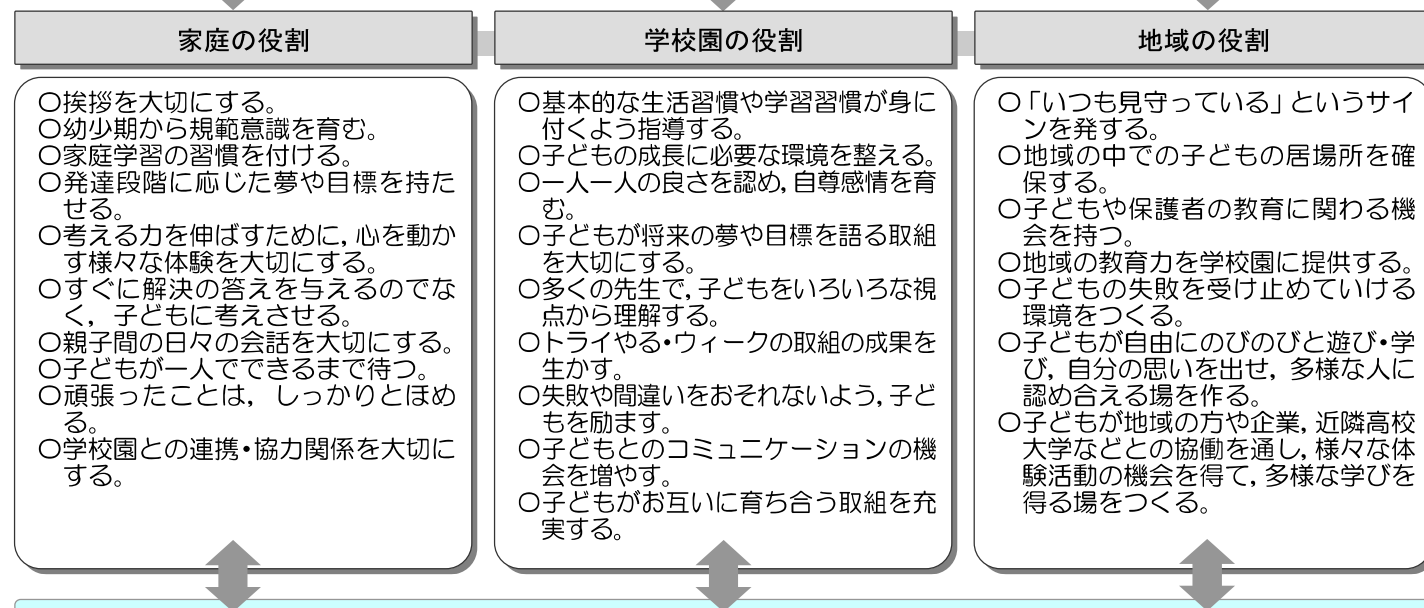 家庭の役割
○挨拶を大切にする。
○幼少期から規範意識を育む。
○家庭学習の習慣を付ける。
○発達段階に応じた夢や目標を持た
せる。
○考える力を伸ばすために,心を動か
す様々な体験を大切にする。
○すぐに解決の答えを与えるのでな
く,子どもに考えさせる。
○親子間の日々の会話を大切にする。
○子どもが一人でできるまで待つ。
○頑張ったことは,しっかりとほめ
る。
○学校園との連携・協力関係を大切に
する。
学校園の役割
○基本的な生活習慣や学習習慣が身に
付くよう指導する。
○子どもの成長に必要な環境を整える。
○一人一人の良さを認め,自尊感情を育
む。
○子どもが将来の夢や目標を語る取組
を大切にする。
○多くの先生で,子どもをいろいろな視
点から理解する。
○トライやる・ウィークの取組の成果を
生かす。
○失敗や間違いをおそれないよう,子ど
もを励ます。
○子どもとのコミュニケーションの機
会を増やす。
○子どもがお互いに育ち合う取組を充
実する。
地域の役割
○「いつも見守っている」というサイ
ンを発する。
○地域の中での子どもの居場所を確
保する。
○子どもや保護者の教育に関わる機
会を持つ。
○地域の教育力を学校園に提供する。
○子どもの失敗を受け止めていける
環境をつくる。
○子どもが自由にのびのびと遊び・学
び,自分の思いを出せ,多様な人に
認め合える場を作る。
○子どもが地域の方や企業,近隣高校
大学などとの協働を通し,様々な体
験活動の機会を得て,多様な学びを
得る場をつくる。